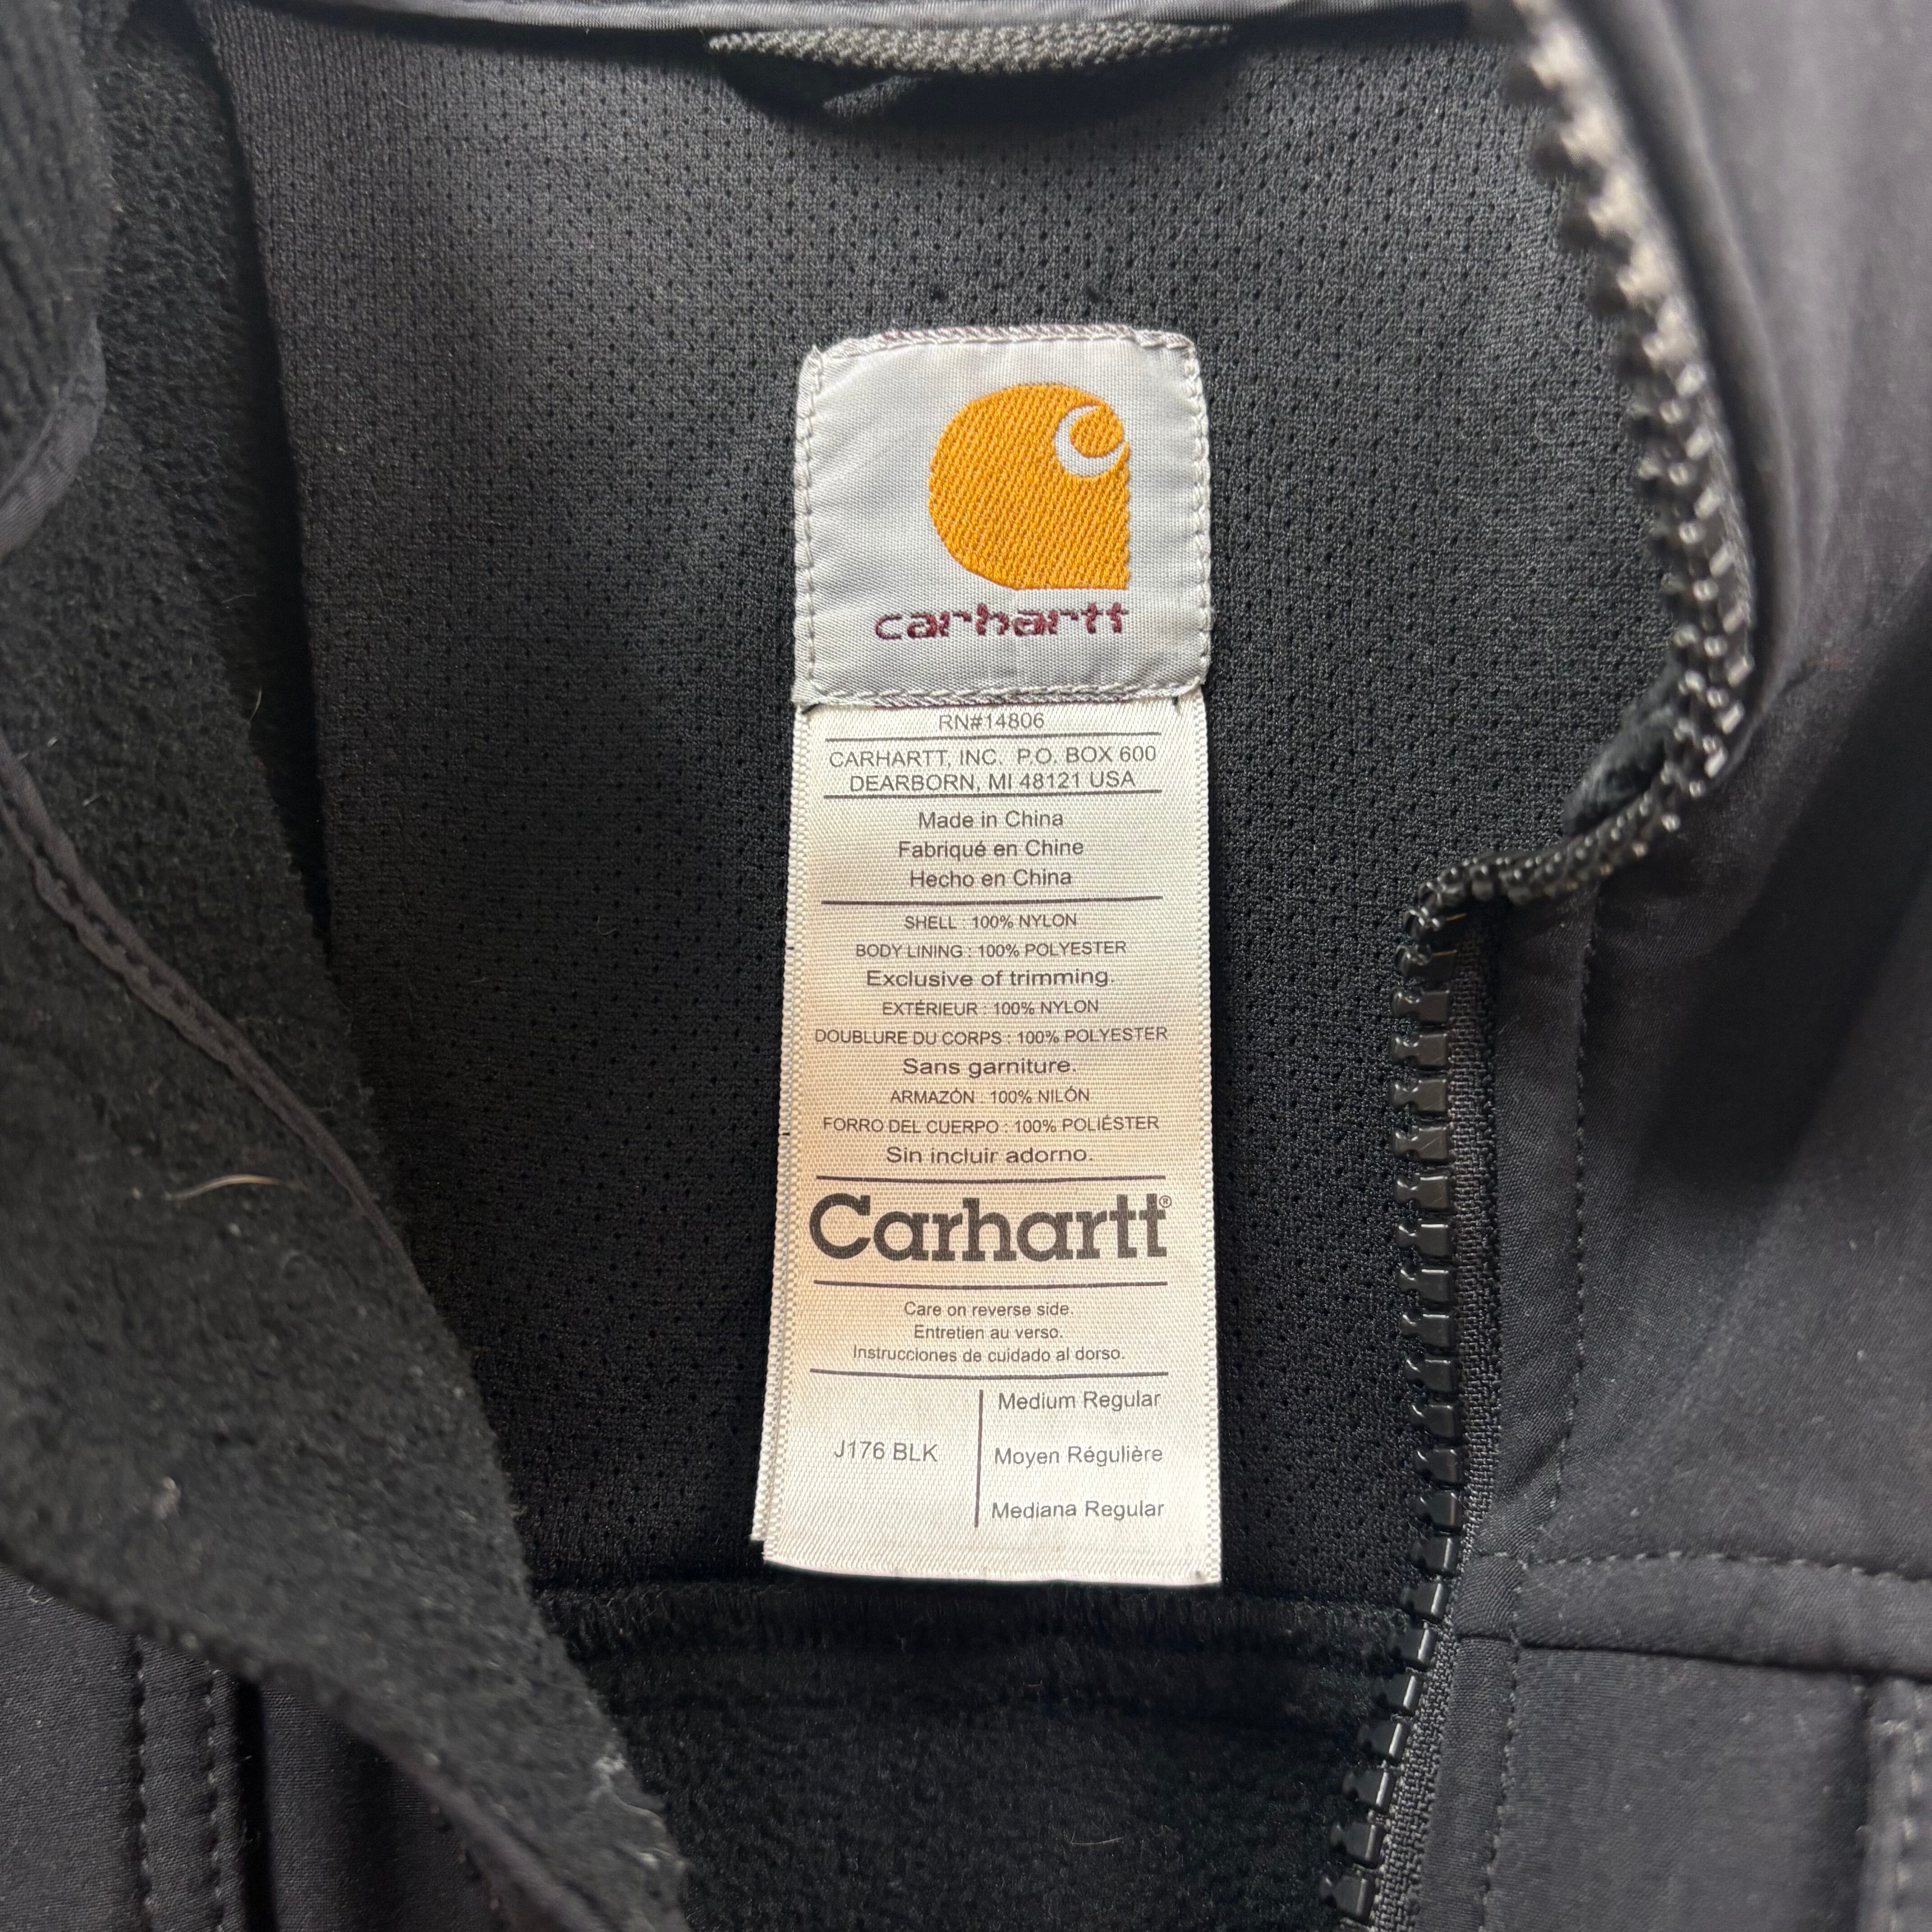 carhartt
RN#14806
CARHARTT, INC. P.O. BOX 600
DEARBORN, MI 48121 USA
Made in China
Fabriqué en Chine
Hecho en China
SHELL : 100% NYLON
BODY LINING : 100% POLYESTER
Exclusive of trimming.
EXTÉRIEUR : 100% NYLON
DOUBLURE DU CORPS : 100% POLYESTER
Sans garniture.
ARMAZÓN : 100% NILÓN
FORRO DEL CUERPO : 100% POLIÉSTER
Sin incluir adorno.
Carhartt®
Care on reverse side.
Entretien au verso.
Instrucciones de cuidado al dorso.
J176 BLK
Medium Regular
Moyen Régulière
Mediana Regular